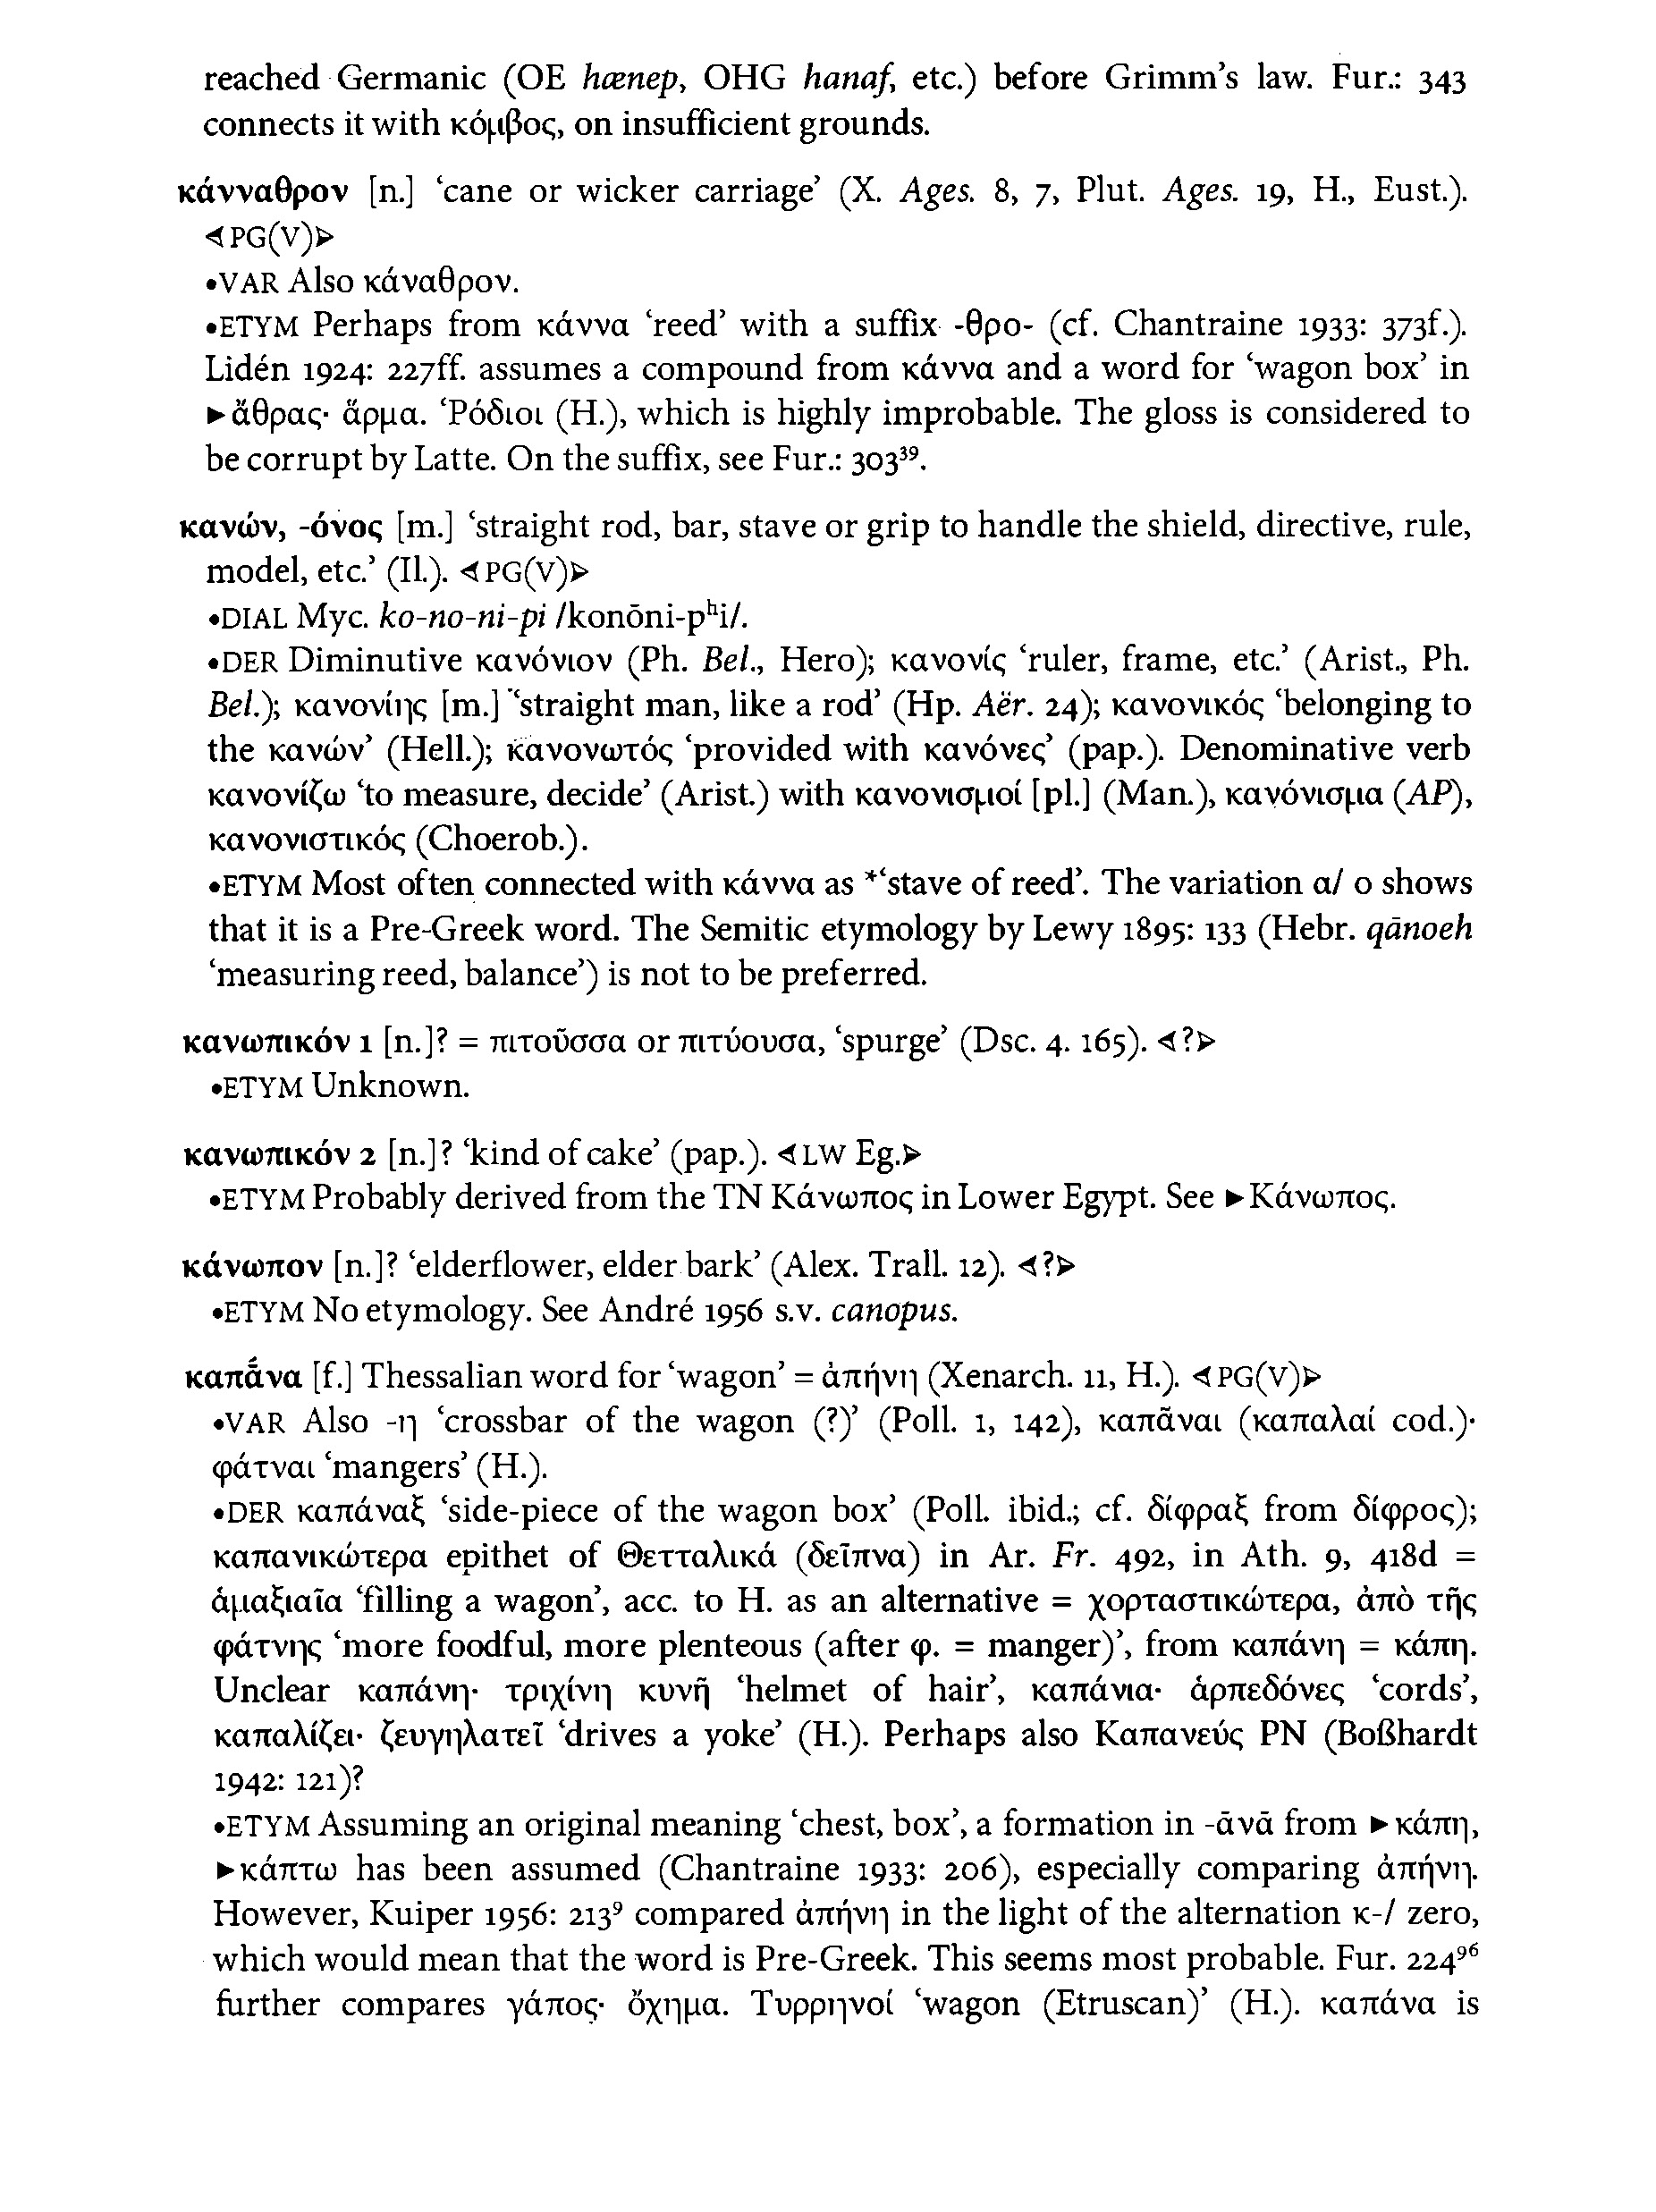 reached Germanic (OE hænep, OHG hanaf, etc.) before Grimm’s law. Fur.: 343
connects it with κόμβος, on insufficient grounds.
κάνναθρον [n.] ‘cane or wicker carriage’ (X. Ages. 8, 7, Plut. Ages. 19, H., Eust.).
⊲PG(V)⊳
•VAR Also κάναθρον.
•ETYM Perhaps from κάννα ‘reed’ with a suffix -θρο- (cf. Chantraine 1933: 373f.).
Lidén 1924: 227ff. assumes a compound from κάννα and a word for ‘wagon box’ in
►ἄθρας· ἅρμα. Ῥόδιοι (H.), which is highly improbable. The gloss is considered to
be corrupt by Latte. On the suffix, see Fur.: 303³⁹.
κανών, -όνος [m.] ‘straight rod, bar, stave or grip to handle the shield, directive, rule,
model, etc.’ (Il.). ⊲PG(V)⊳
•DIAL Myc. ko-no-ni-pi /konōni-pʰi/.
•DER Diminutive κανόνιον (Ph. Bel., Hero); κανονίς ‘ruler, frame, etc.’ (Arist., Ph.
Bel.); κανονίης [m.] ‘straight man, like a rod’ (Hp. Aër. 24); κανονικός ‘belonging to
the κανών’ (Hell.); κανονωτός ‘provided with κανόνες’ (pap.). Denominative verb
κανονίζω ‘to measure, decide’ (Arist.) with κανονισμοί [pl.] (Man.), κανόνισμα (AP),
κανονιστικός (Choerob.).
•ETYM Most often connected with κάννα as *‘stave of reed’. The variation α/ ο shows
that it is a Pre-Greek word. The Semitic etymology by Lewy 1895: 133 (Hebr. qānoeh
‘measuring reed, balance’) is not to be preferred.
κανωπικόν 1 [n.]? = πιτοῦσσα or πιτύουσα, ‘spurge’ (Dsc. 4. 165). ⊲?⊳
•ETYM Unknown.
κανωπικόν 2 [n.]? ‘kind of cake’ (pap.). ⊲LW Eg.⊳
•ETYM Probably derived from the TN Κάνωπος in Lower Egypt. See ►Κάνωπος.
κάνωπον [n.]? ‘elderflower, elder bark’ (Alex. Trall. 12). ⊲?⊳
•ETYM No etymology. See André 1956 s.v. canopus.
καπᾱ́να [f.] Thessalian word for ‘wagon’ = ἀπήνη (Xenarch. 11, H.). ⊲PG(V)⊳
•VAR Also -η ‘crossbar of the wagon (?)’ (Poll. 1, 142), καπᾶναι (καπαλαί cod.)·
φάτναι ‘mangers’ (H.).
•DER καπάναξ ‘side-piece of the wagon box’ (Poll. ibid.; cf. δίφραξ from δίφρος);
καπανικώτερα epithet of Θετταλικά (δεῖπνα) in Ar. Fr. 492, in Ath. 9, 418d =
ἁμαξιαῖα ‘filling a wagon’, acc. to H. as an alternative = χορταστικώτερα, ἀπὸ τῆς
φάτνης ‘more foodful, more plenteous (after φ. = manger)’, from καπάνη = κάπη.
Unclear καπάνη· τριχίνη κυνῆ ‘helmet of hair’, καπάνια· ἁρπεδόνες ‘cords’,
καπαλίζει· ζευγηλατεῖ ‘drives a yoke’ (H.). Perhaps also Καπανεύς PN (Boßhardt
1942: 121)?
•ETYM Assuming an original meaning ‘chest, box’, a formation in -ᾱνᾱ from ►κάπη,
►κάπτω has been assumed (Chantraine 1933: 206), especially comparing ἀπήνη.
However, Kuiper 1956: 213⁹ compared ἀπήνη in the light of the alternation κ-/ zero,
which would mean that the word is Pre-Greek. This seems most probable. Fur. 224⁹⁶
further compares γάπος· ὄχημα. Τυρρηνοί ‘wagon (Etruscan)’ (H.). καπάνα is